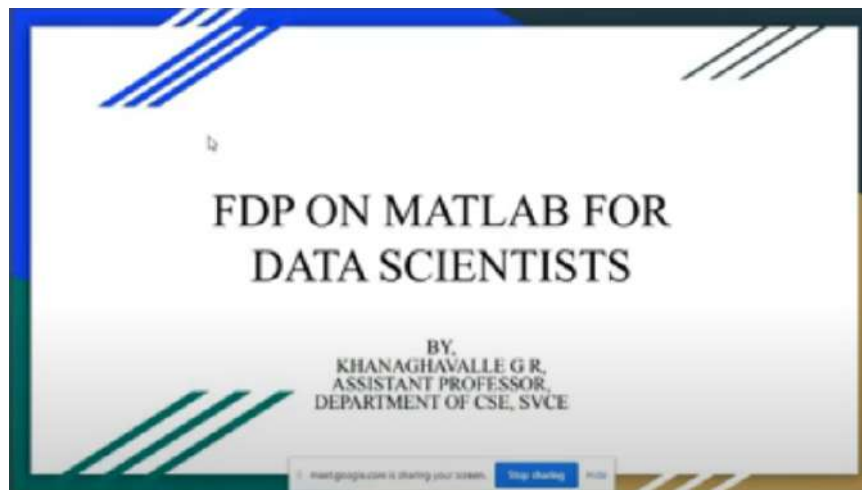 FDP ON MATLAB FOR
DATA SCIENTISTS
BY,
KHANAGHAVALLE G R,
ASSISTANT PROFESSOR,
DEPARTMENT OF CSE, SVCE
meet.google.com is sharing your screen.
Stop sharing
Hide